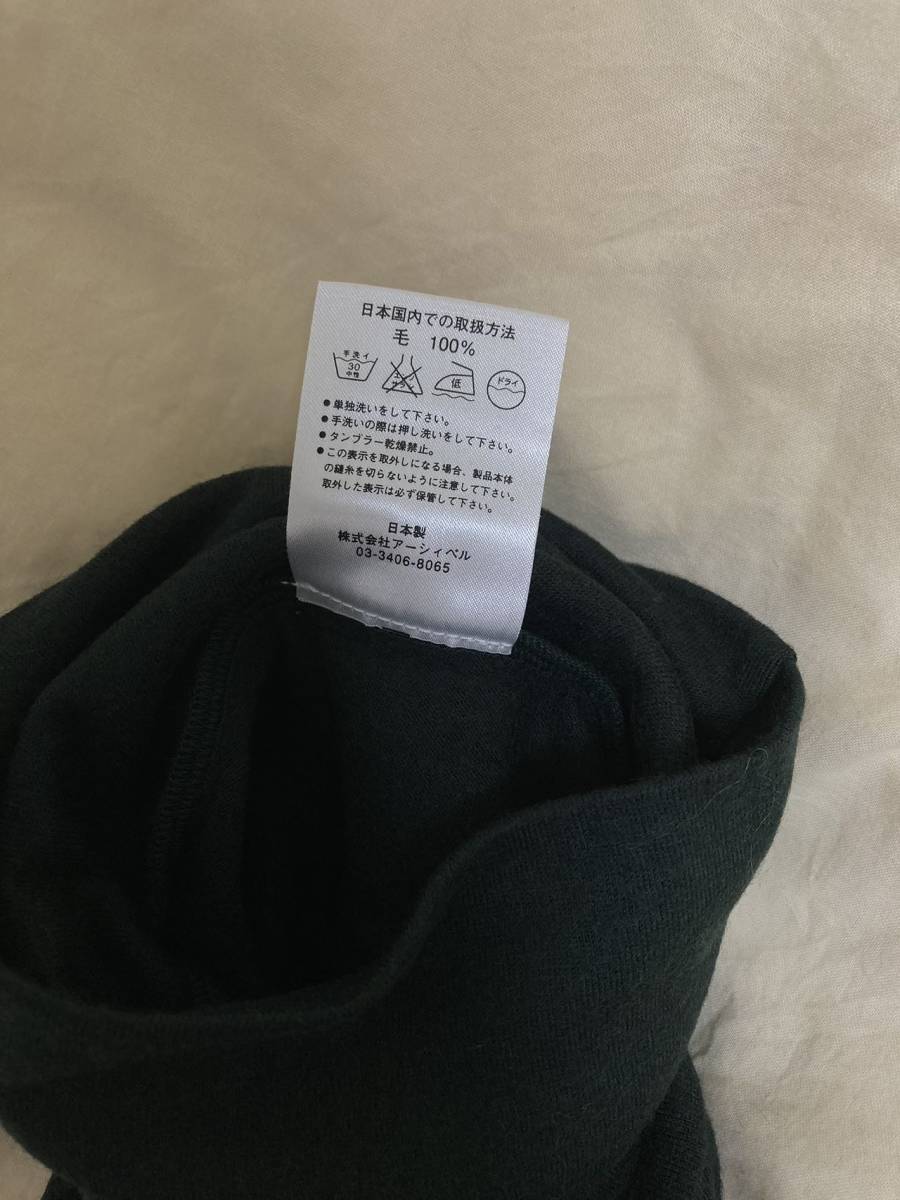 日本国内での取扱方法
毛 100%
手洗イ
30
中性
エンソ
サラシ
低
ドライ
●単独洗いをして下さい。
●手洗いの際は押し洗いをして下さい。
●タンブラー乾燥禁止。
●この表示を取外しになる場合、製品本体
の縫糸を切らないように注意して下さい。
取外した表示は必ず保管して下さい。
日本製
株式会社アーシィベル
03-3406-8065